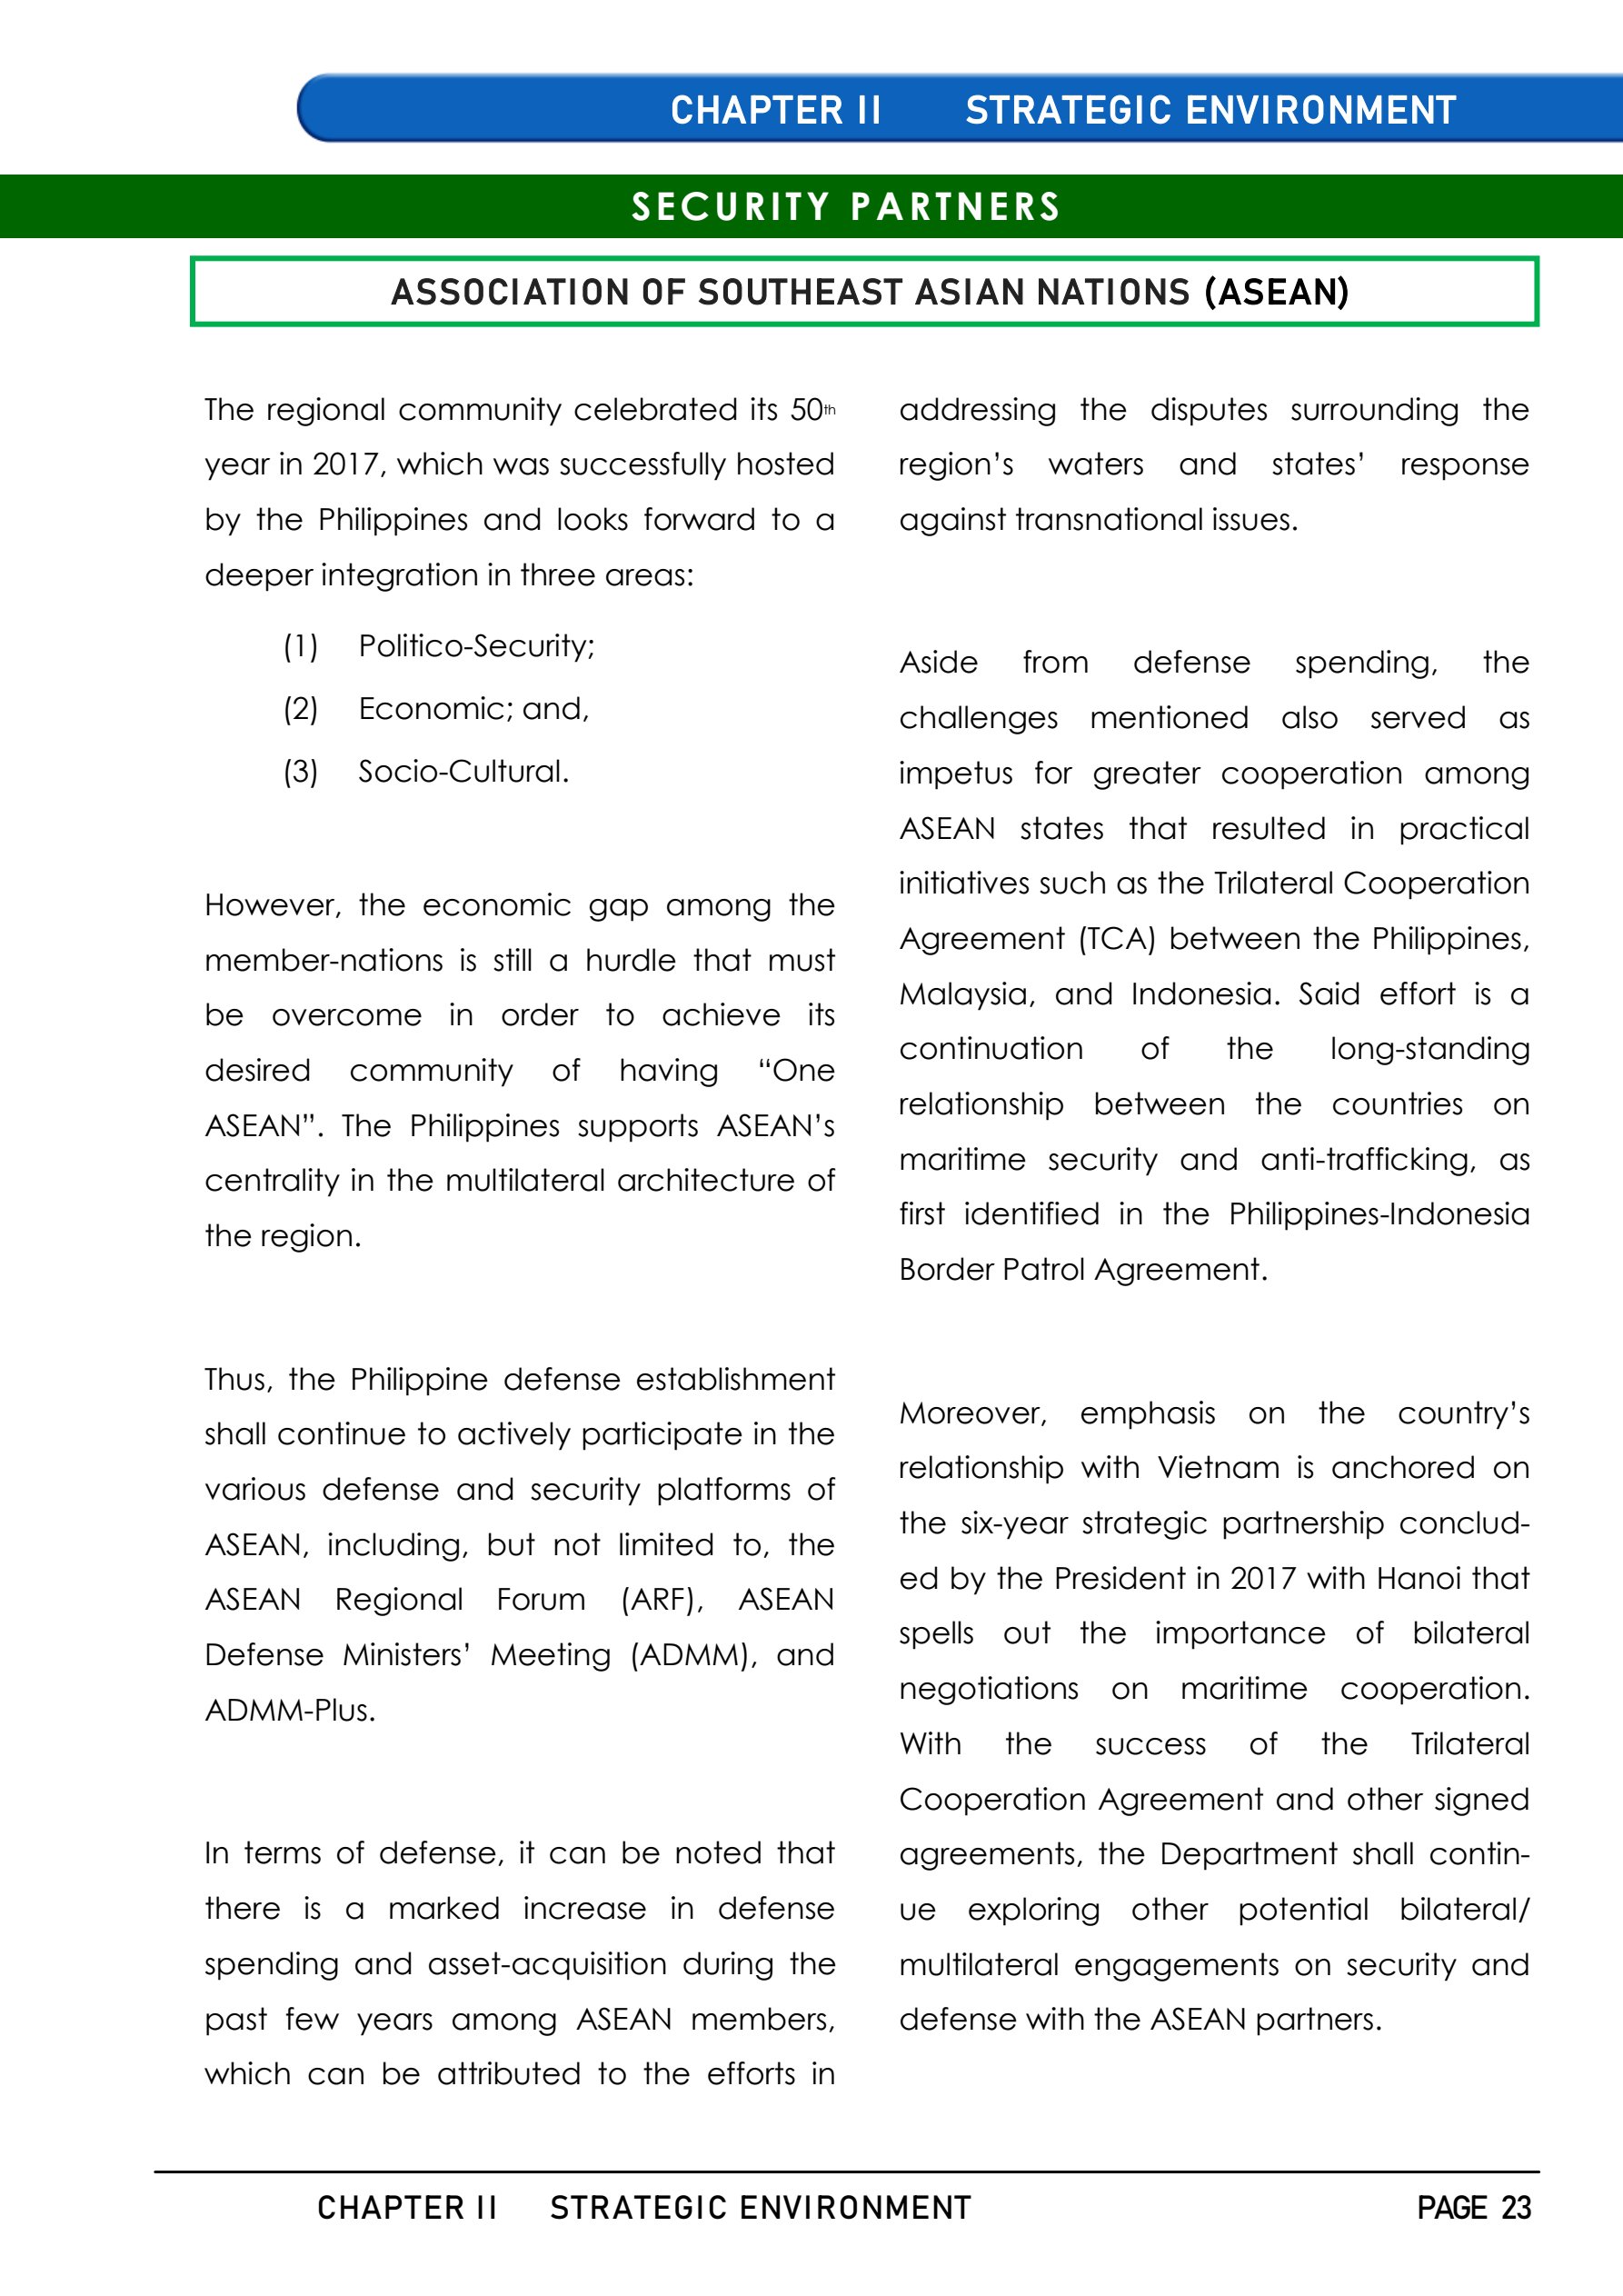 CHAPTER II STRATEGIC ENVIRONMENT
SECURITY PARTNERS
ASSOCIATION OF SOUTHEAST ASIAN NATIONS (ASEAN)
The regional community celebrated its 50th
year in 2017, which was successfully hosted
by the Philippines and looks forward to a
deeper integration in three areas:
(1) Politico-Security;
(2) Economic; and,
(3) Socio-Cultural.
However, the economic gap among the
member-nations is still a hurdle that must
be overcome in order to achieve its
desired community of having “One
ASEAN”. The Philippines supports ASEAN’s
centrality in the multilateral architecture of
the region.
Thus, the Philippine defense establishment
shall continue to actively participate in the
various defense and security platforms of
ASEAN, including, but not limited to, the
ASEAN Regional Forum (ARF), ASEAN
Defense Ministers’ Meeting (ADMM), and
ADMM-Plus.
In terms of defense, it can be noted that
there is a marked increase in defense
spending and asset-acquisition during the
past few years among ASEAN members,
which can be attributed to the efforts in
addressing the disputes surrounding the
region’s waters and states’ response
against transnational issues.
Aside from defense spending, the
challenges mentioned also served as
impetus for greater cooperation among
ASEAN states that resulted in practical
initiatives such as the Trilateral Cooperation
Agreement (TCA) between the Philippines,
Malaysia, and Indonesia. Said effort is a
continuation of the long-standing
relationship between the countries on
maritime security and anti-trafficking, as
first identified in the Philippines-Indonesia
Border Patrol Agreement.
Moreover, emphasis on the country’s
relationship with Vietnam is anchored on
the six-year strategic partnership conclud-
ed by the President in 2017 with Hanoi that
spells out the importance of bilateral
negotiations on maritime cooperation.
With the success of the Trilateral
Cooperation Agreement and other signed
agreements, the Department shall contin-
ue exploring other potential bilateral/
multilateral engagements on security and
defense with the ASEAN partners.
CHAPTER II STRATEGIC ENVIRONMENT PAGE 23